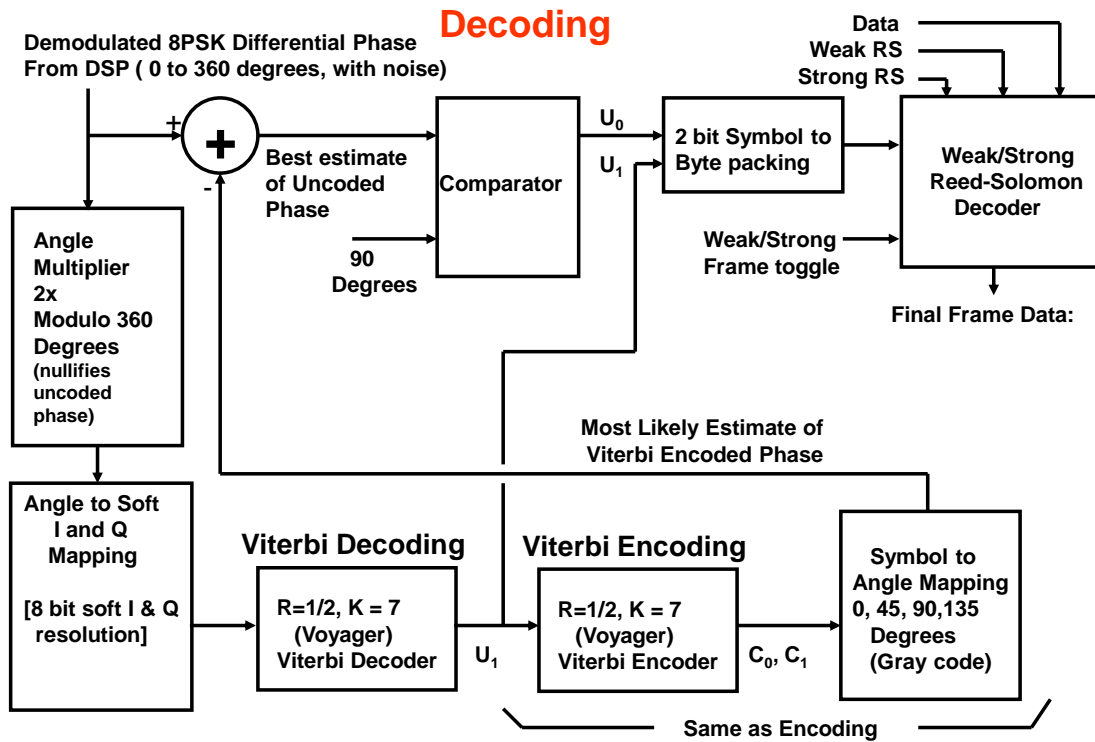 Decoding
Demodulated 8PSK Differential Phase
From DSP ( 0 to 360 degrees, with noise)
Data
Weak RS
Strong RS
+
+
-
Best estimate
of Uncoded
Phase
90
Degrees
Comparator
U0
U1
2 bit Symbol to
Byte packing
Weak/Strong
Reed-Solomon
Decoder
Weak/Strong
Frame toggle
Final Frame Data:
Angle
Multiplier
2x
Modulo 360
Degrees
(nullifies
uncoded
phase)
Most Likely Estimate of
Viterbi Encoded Phase
Angle to Soft
I and Q
Mapping
[8 bit soft I & Q
resolution]
Viterbi Decoding
R=1/2, K = 7
(Voyager)
Viterbi Decoder
U1
Viterbi Encoding
R=1/2, K = 7
(Voyager)
Viterbi Encoder
C0, C1
Symbol to
Angle Mapping
0, 45, 90,135
Degrees
(Gray code)
Same as Encoding